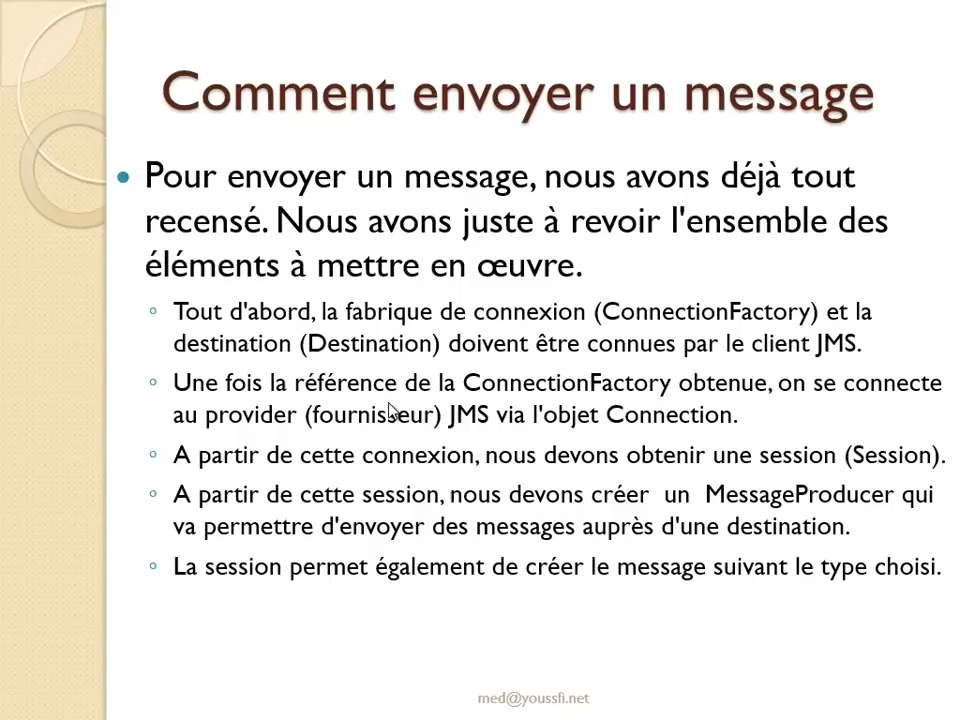 Comment envoyer un message
• Pour envoyer un message, nous avons déjà tout
recensé. Nous avons juste à revoir l'ensemble des
éléments à mettre en œuvre.
◦ Tout d'abord, la fabrique de connexion (ConnectionFactory) et la
destination (Destination) doivent être connues par le client JMS.
◦ Une fois la référence de la ConnectionFactory obtenue, on se connecte
au provider (fournisseur) JMS via l'objet Connection.
◦ A partir de cette connexion, nous devons obtenir une session (Session).
◦ A partir de cette session, nous devons créer un MessageProducer qui
va permettre d'envoyer des messages auprès d'une destination.
◦ La session permet également de créer le message suivant le type choisi.
med@youssfi.net